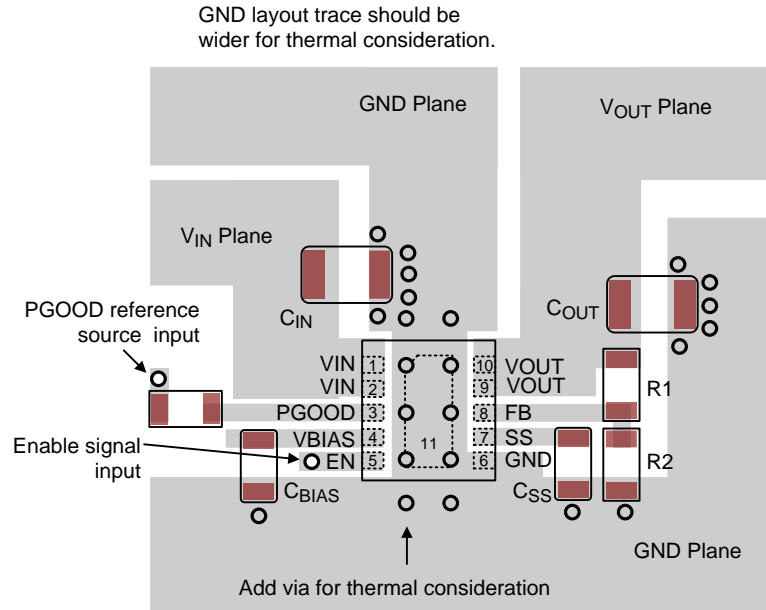 GND layout trace should be
wider for thermal consideration.
GND Plane
VOUT Plane
VIN Plane
PGOOD reference
source input
CIN
COUT
VIN 1
10 VOUT
VIN 2
9 VOUT
R1
PGOOD 3
8 FB
VBIAS 4
11
7 SS
Enable signal
input
EN 5
6 GND
R2
CBIAS
CSS
GND Plane
Add via for thermal consideration